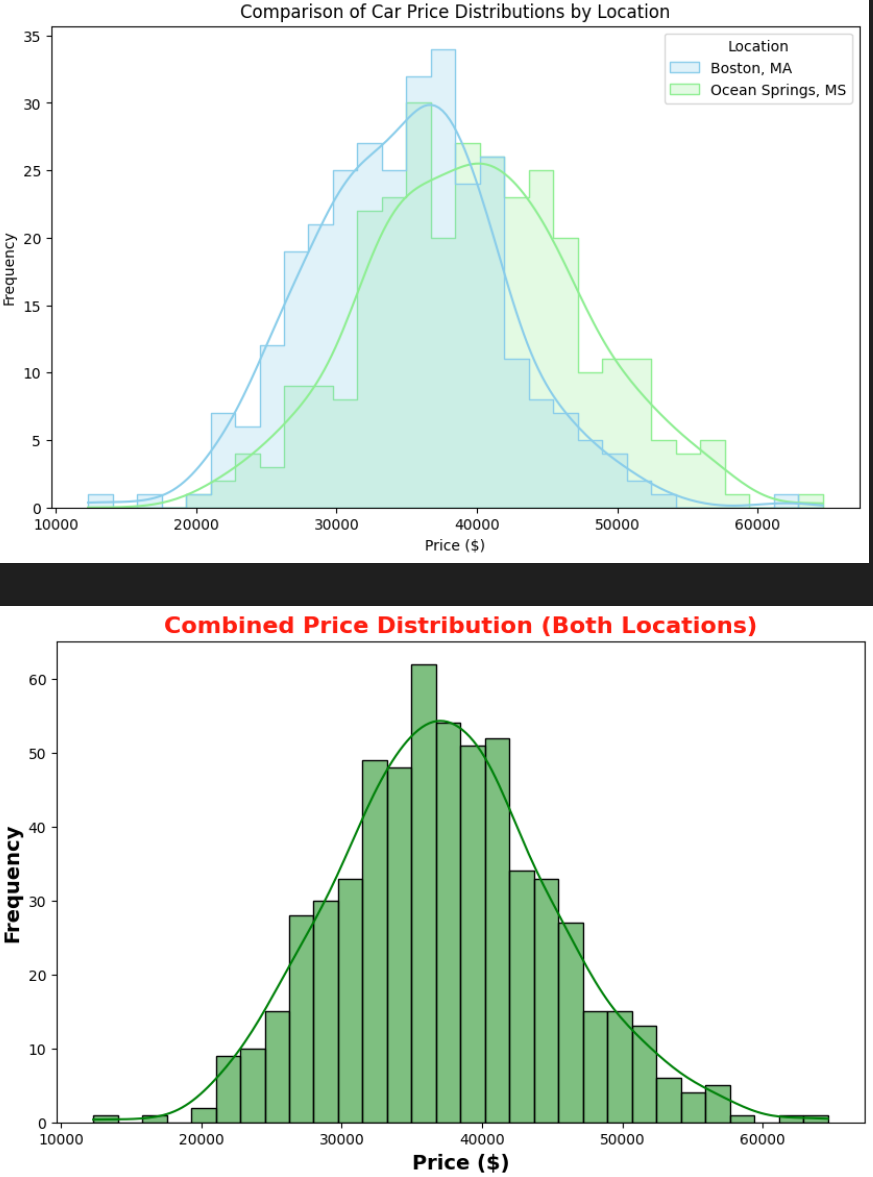 Comparison of Car Price Distributions by Location
35
30
25
20
15
10
5
0
Frequency
Location
Boston, MA
Ocean Springs, MS
10000 20000 30000 40000 50000 60000
Price ($)
Combined Price Distribution (Both Locations)
60
50
40
30
20
10
0
Frequency
10000 20000 30000 40000 50000 60000
Price ($)